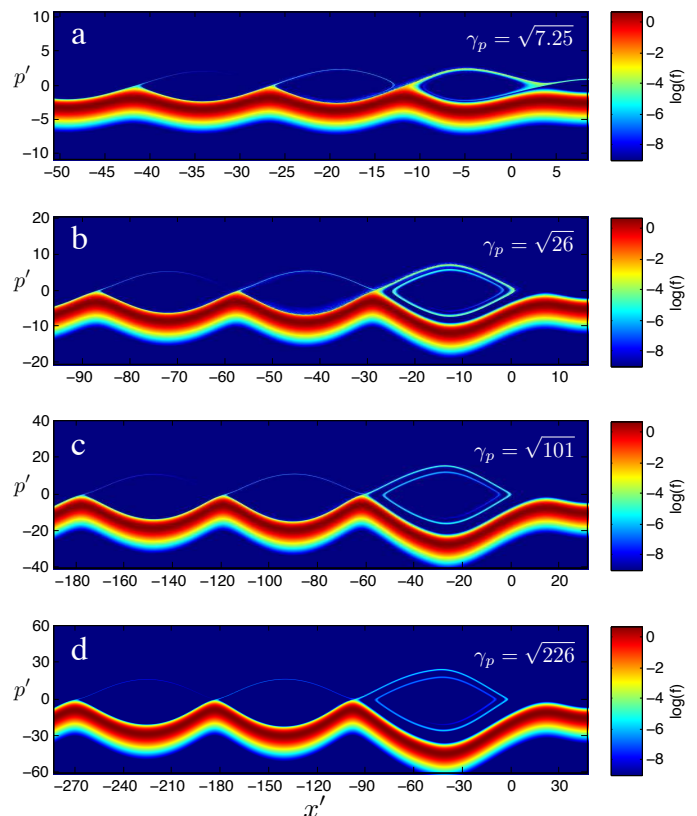 a
γp = √7.25
p′
10
5
0
−5
−10
−50 −45 −40 −35 −30 −25 −20 −15 −10 −5 0 5
0
−2
−4
−6
−8
log(f)
b
γp = √26
p′
20
10
0
−10
−20
−90 −80 −70 −60 −50 −40 −30 −20 −10 0 10
0
−2
−4
−6
−8
log(f)
c
γp = √101
p′
40
20
0
−20
−40
−180 −160 −140 −120 −100 −80 −60 −40 −20 0 20
0
−2
−4
−6
−8
log(f)
d
γp = √226
p′
60
30
0
−30
−60
−270 −240 −210 −180 −150 −120 −90 −60 −30 0 30
x′
0
−2
−4
−6
−8
log(f)